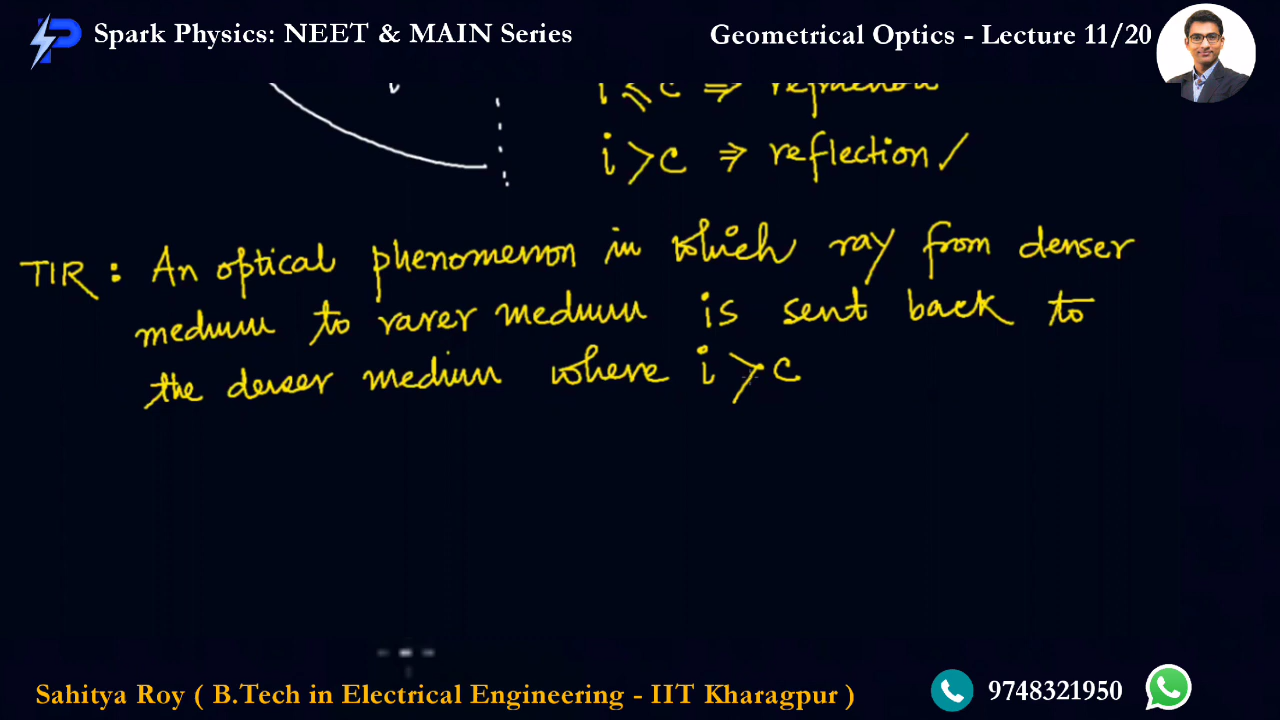 Spark Physics: NEET & MAIN Series
Geometrical Optics - Lecture 11/20
i ⩽ c ⇒ refraction
i > c ⇒ reflection ✓
TIR : An optical phenomenon in which ray from denser
medium to rarer medium is sent back to
the denser medium where i > c
Sahitya Roy ( B.Tech in Electrical Engineering - IIT Kharagpur )
9748321950